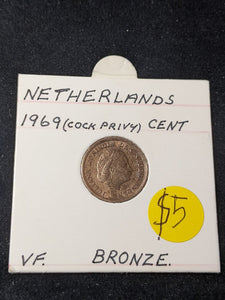 NETHERLANDS
1969 (COCK PRIVY) CENT
$5
VF. BRONZE.